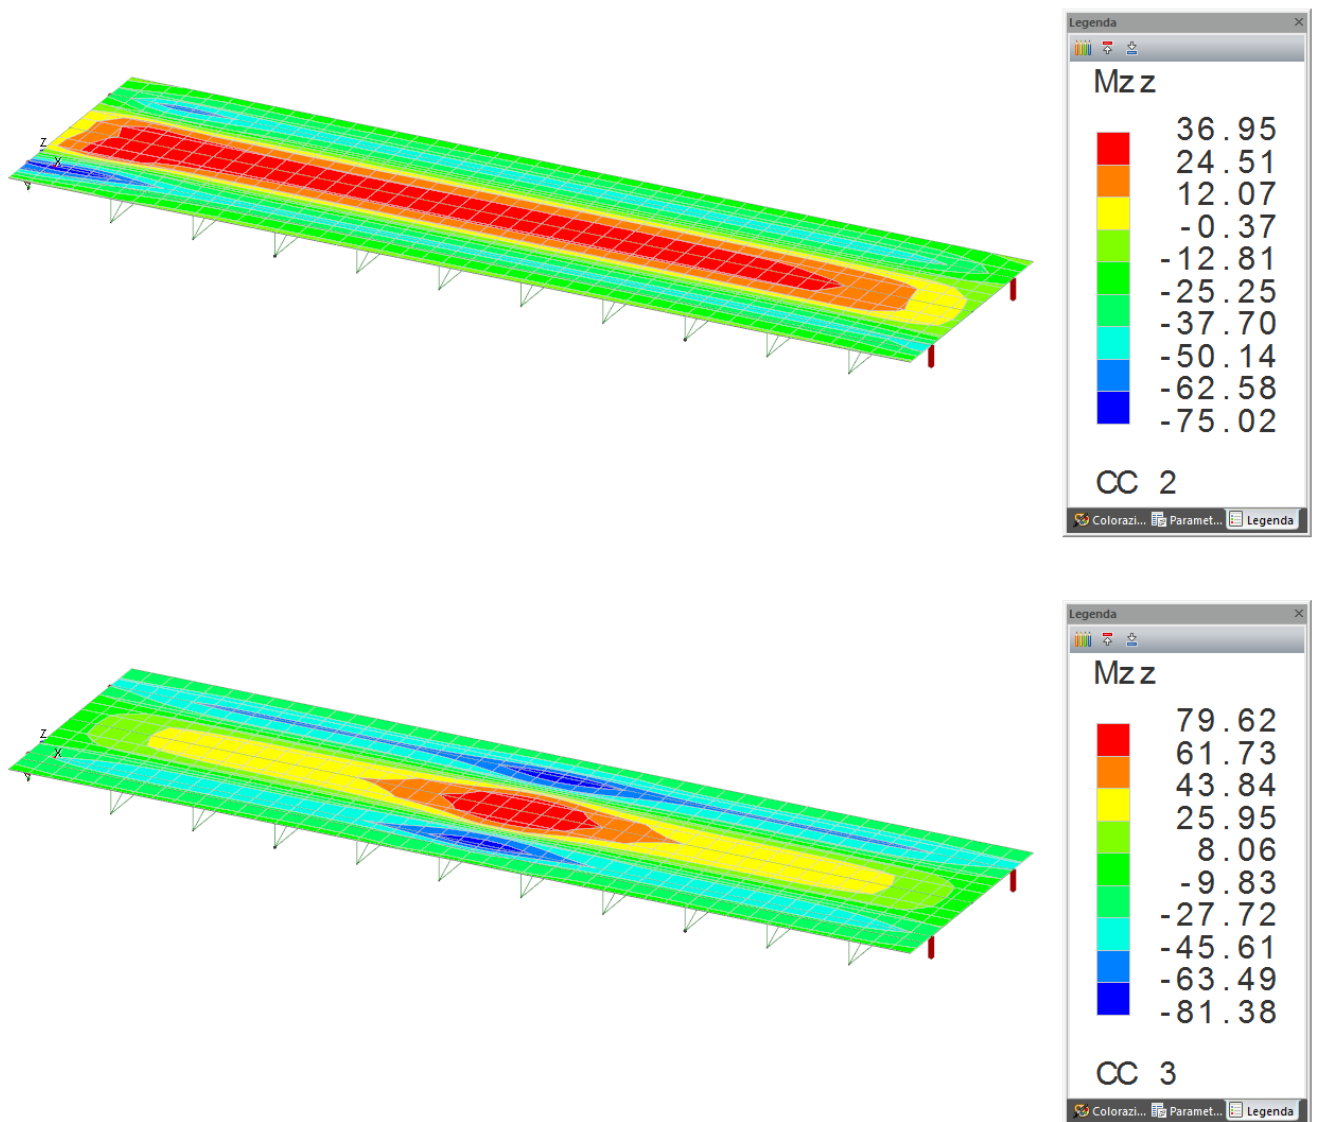 Legenda
Mzz
36.95
24.51
12.07
-0.37
-12.81
-25.25
-37.70
-50.14
-62.58
-75.02
CC 2
Colorazi... Paramet... Legenda
Z
X
Y
Legenda
Mzz
79.62
61.73
43.84
25.95
8.06
-9.83
-27.72
-45.61
-63.49
-81.38
CC 3
Colorazi... Paramet... Legenda
Z
X
Y